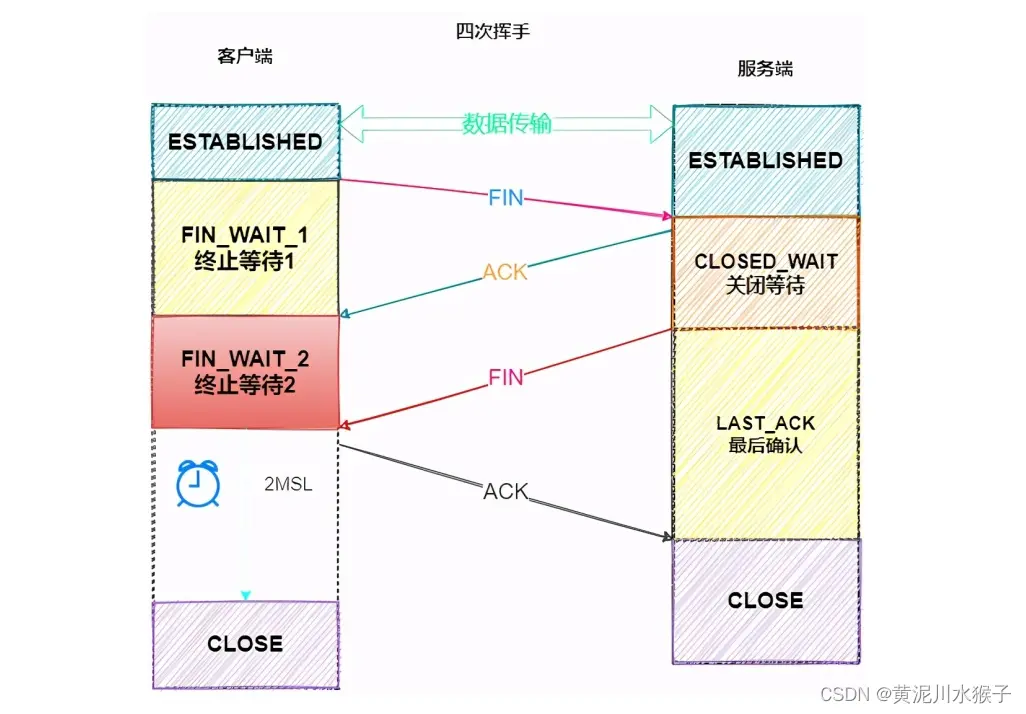 四次挥手
客户端
服务端
数据传输
ESTABLISHED
ESTABLISHED
FIN
FIN_WAIT_1
终止等待1
CLOSED_WAIT
关闭等待
ACK
FIN_WAIT_2
终止等待2
FIN
LAST_ACK
最后确认
2MSL
ACK
CLOSE
CLOSE
CSDN @黄泥川水猴子